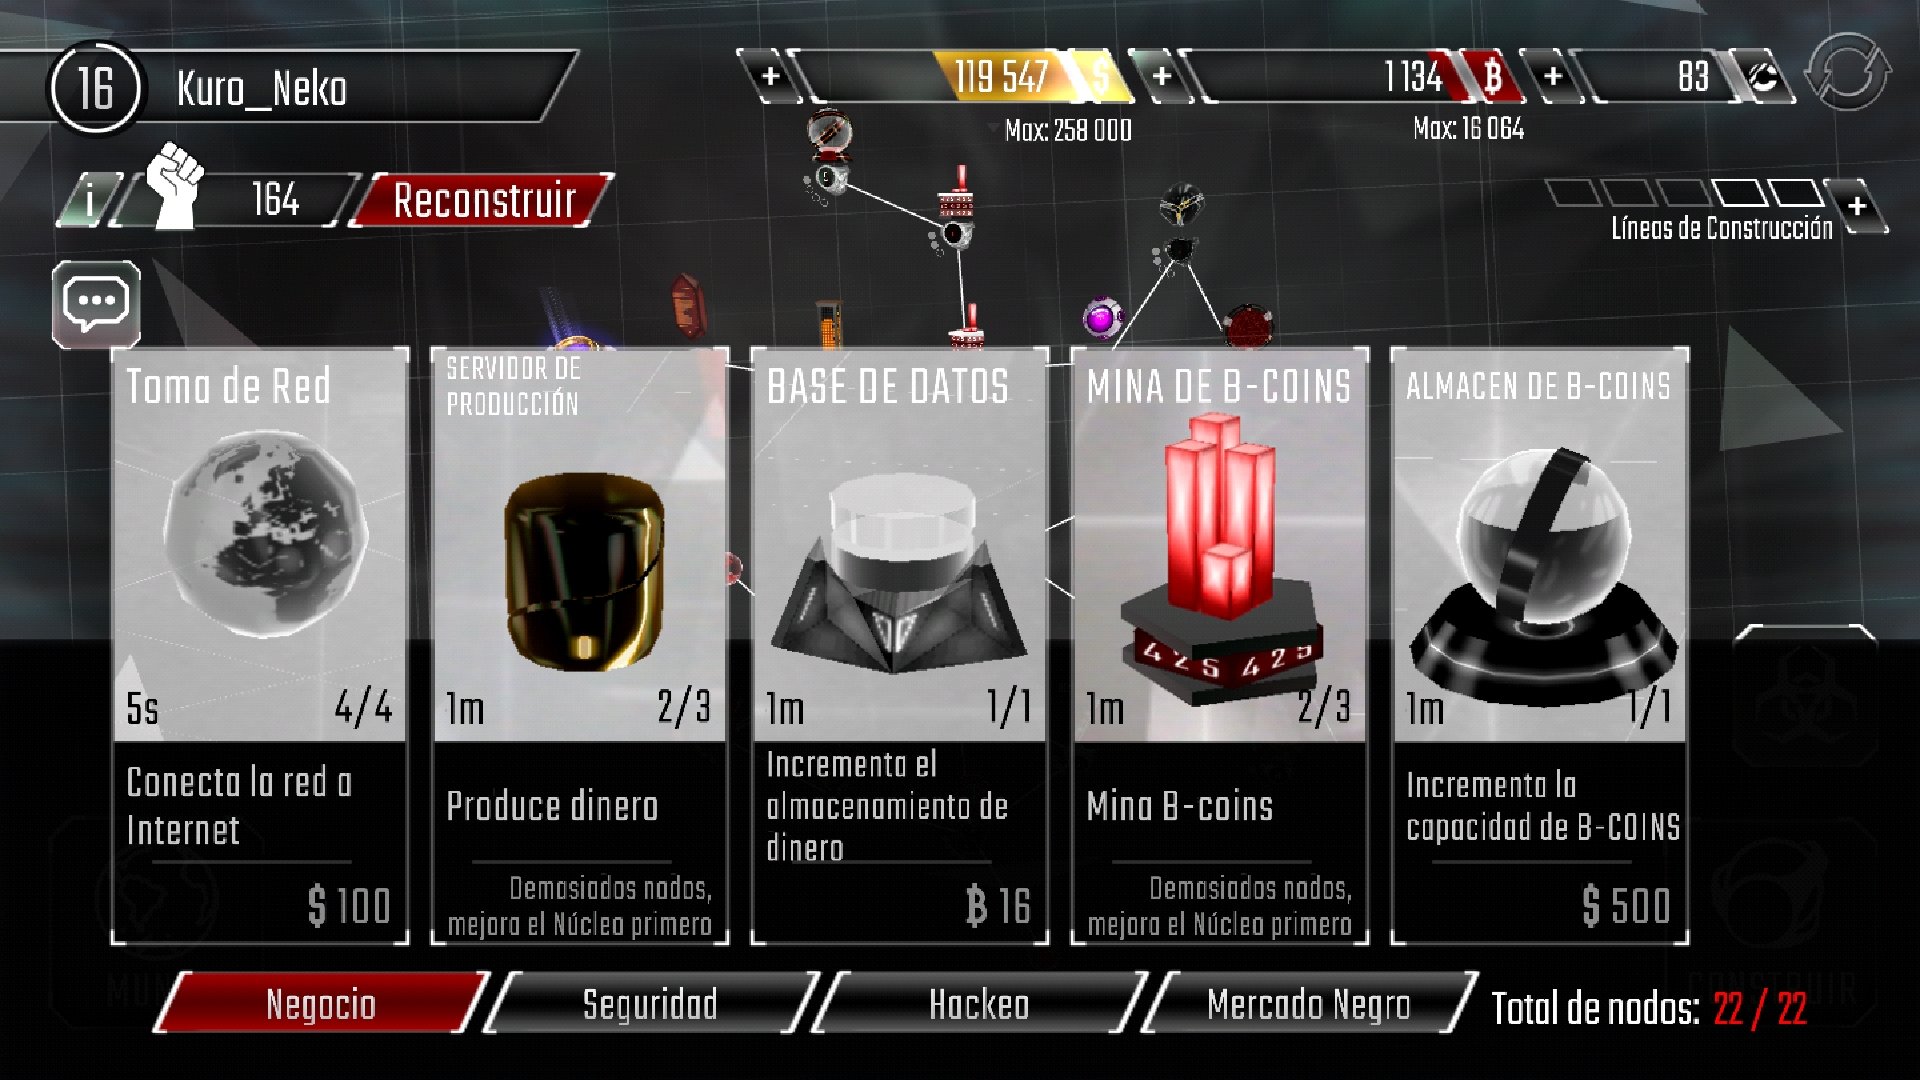 16
Kuro_Neko
119 547
$
1 134
83
Max: 258 000
Max: 16 064
i
164
Reconstruir
Líneas de Construcción
Toma de Red
SERVIDOR DE
PRODUCCIÓN
BASE DE DATOS
MINA DE B-COINS
ALMACEN DE B-COINS
425 425
5s
4/4
1m
2/3
1m
1/1
1m
2/3
1m
1/1
Conecta la red a
Internet
Produce dinero
Incrementa el
almacenamiento de
dinero
Mina B-coins
Incrementa la
capacidad de B-COINS
$ 100
Demasiados nodos,
mejora el Núcleo primero
₿ 16
Demasiados nodos,
mejora el Núcleo primero
$ 500
Negocio
Seguridad
Hackeo
Mercado Negro
Total de nodos: 22 / 22